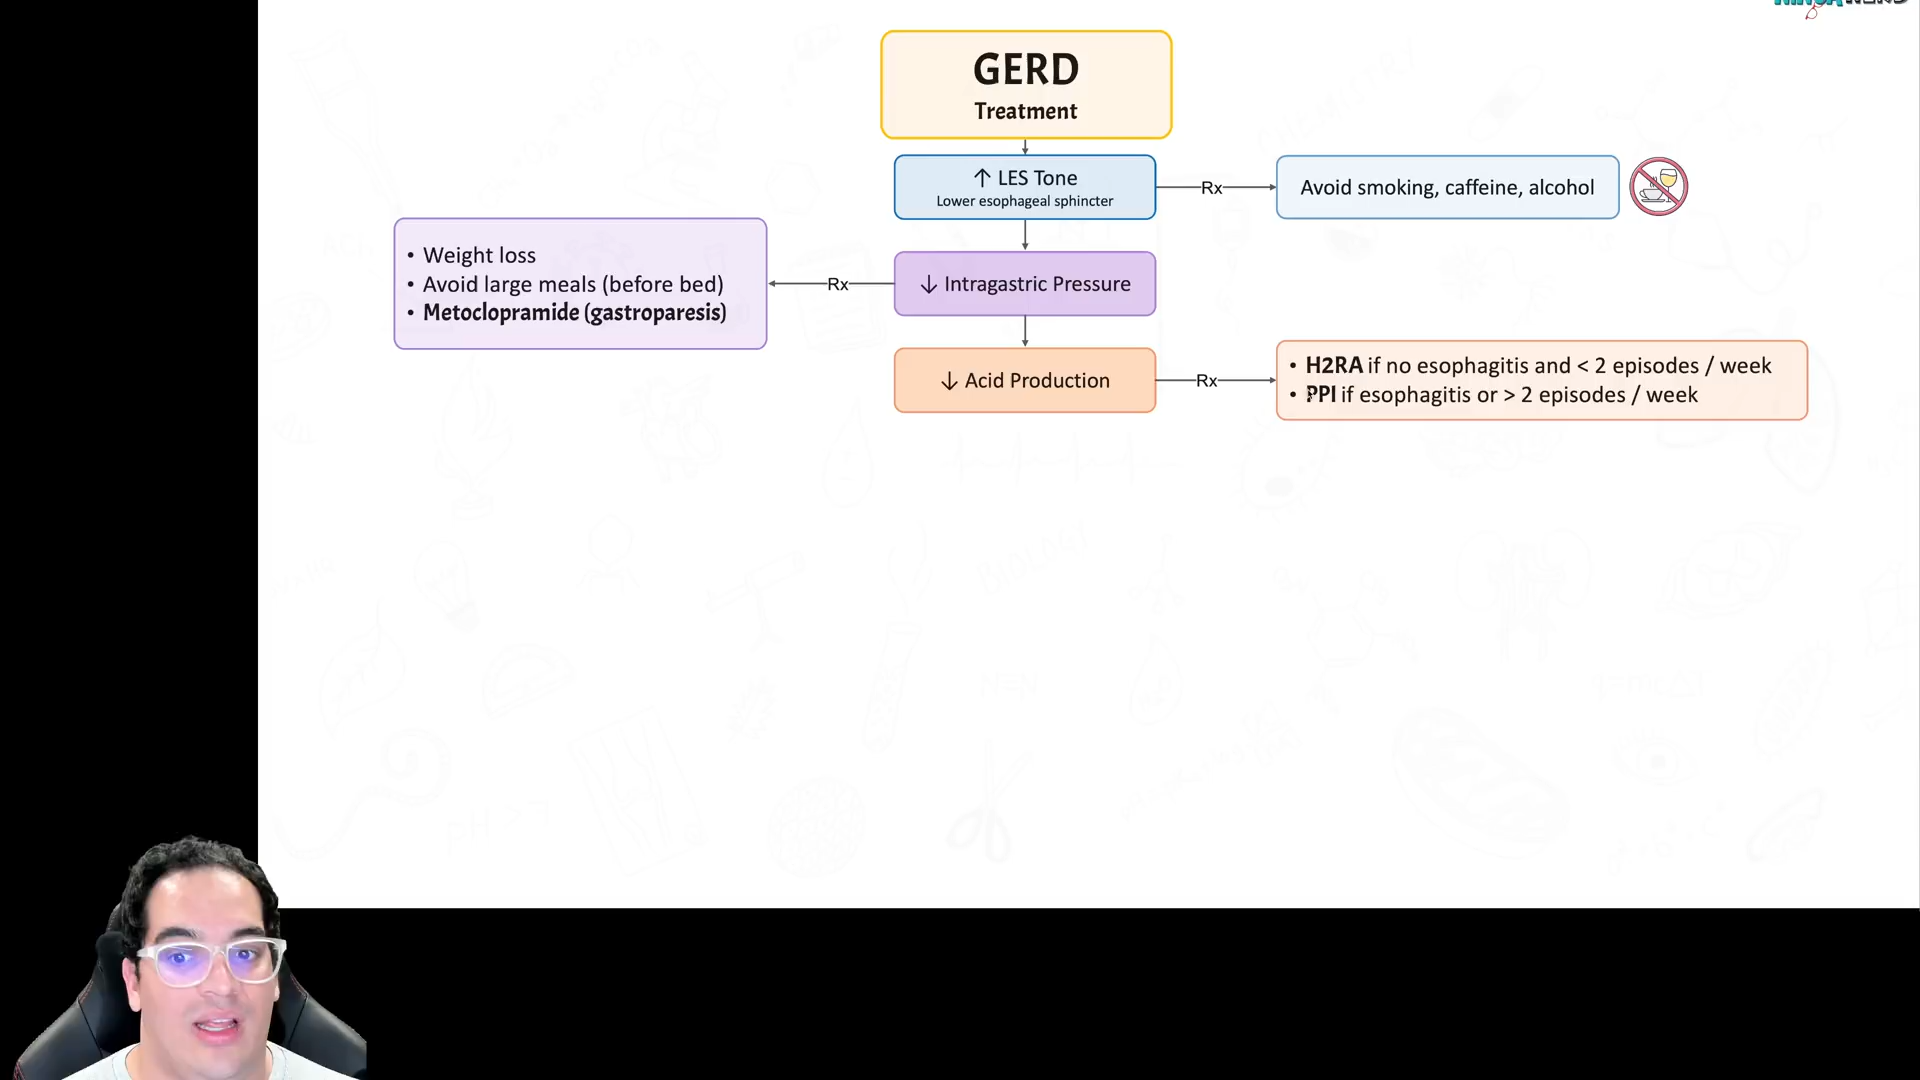 GERD
Treatment
↑ LES Tone
Lower esophageal sphincter
Rx
Avoid smoking, caffeine, alcohol
• Weight loss
• Avoid large meals (before bed)
• Metoclopramide (gastroparesis)
Rx
↓ Intragastric Pressure
↓ Acid Production
Rx
• H2RA if no esophagitis and < 2 episodes / week
• PPI if esophagitis or > 2 episodes / week
CHEMISTRY
BIOLOGY